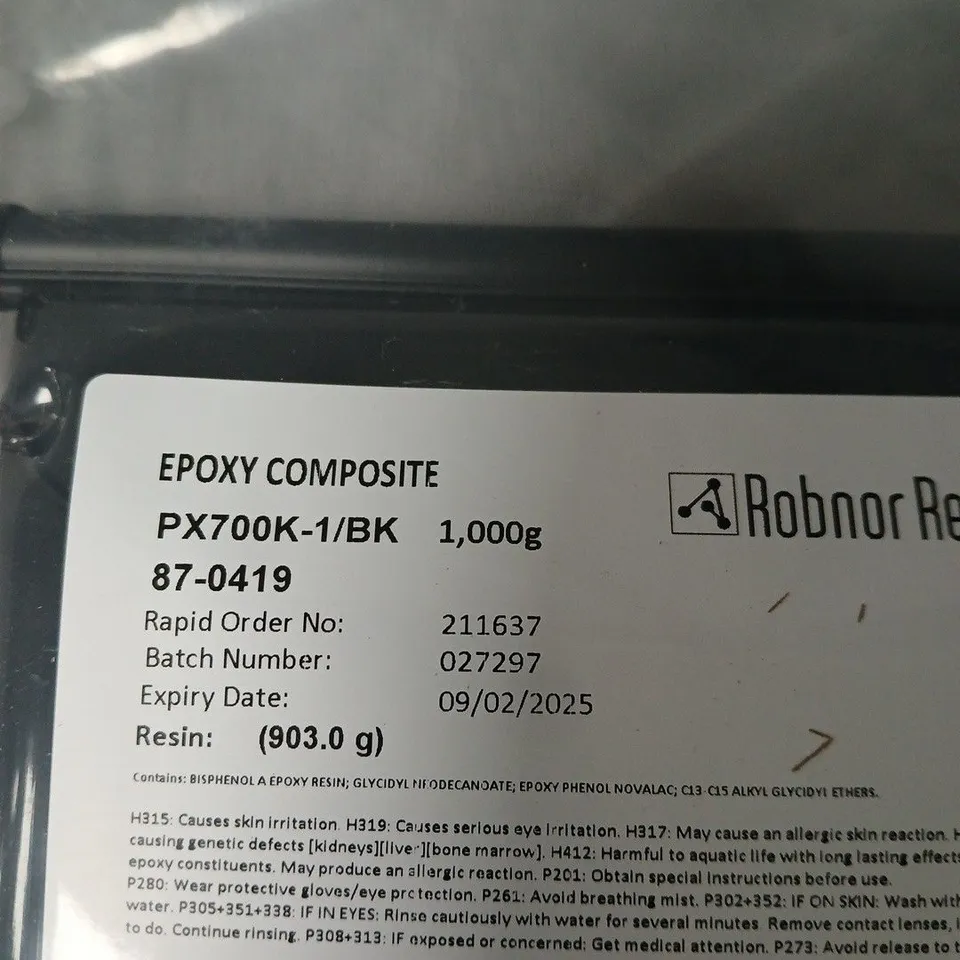 EPOXY COMPOSITE
Robnor Re
PX700K-1/BK 1,000g
87-0419
Rapid Order No: 211637
Batch Number: 027297
Expiry Date: 09/02/2025
Resin: (903.0 g)
Contains: BISPHENOL A EPOXY RESIN; GLYCIDYL NEODECANOATE; EPOXY PHENOL NOVALAC; C13-C15 ALKYL GLYCIDYL ETHERS.
H315: Causes skin irritation. H319: Causes serious eye irritation. H317: May cause an allergic skin reaction. H
causing genetic defects [kidneys][liver][bone marrow]. H412: Harmful to aquatic life with long lasting effects
epoxy constituents. May produce an allergic reaction. P201: Obtain special instructions before use.
P280: Wear protective gloves/eye protection. P261: Avoid breathing mist. P302+352: IF ON SKIN: Wash with
water. P305+351+338: IF IN EYES: Rinse cautiously with water for several minutes. Remove contact lenses, i
to do. Continue rinsing. P308+313: IF exposed or concerned: Get medical attention. P273: Avoid release to t